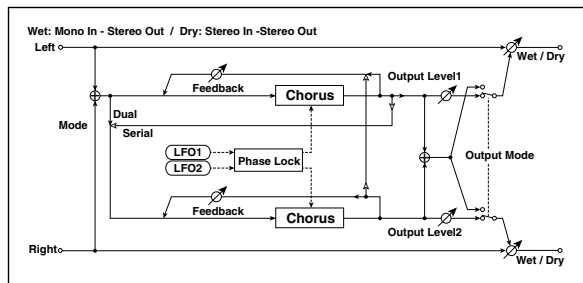 Wet: Mono In - Stereo Out / Dry: Stereo In -Stereo Out
Left
Wet / Dry
Feedback
Output Level1
Chorus
Dual
Mode
Serial
LFO1
LFO2
Phase Lock
Output Mode
Feedback
Chorus
Output Level2
Right
Wet / Dry